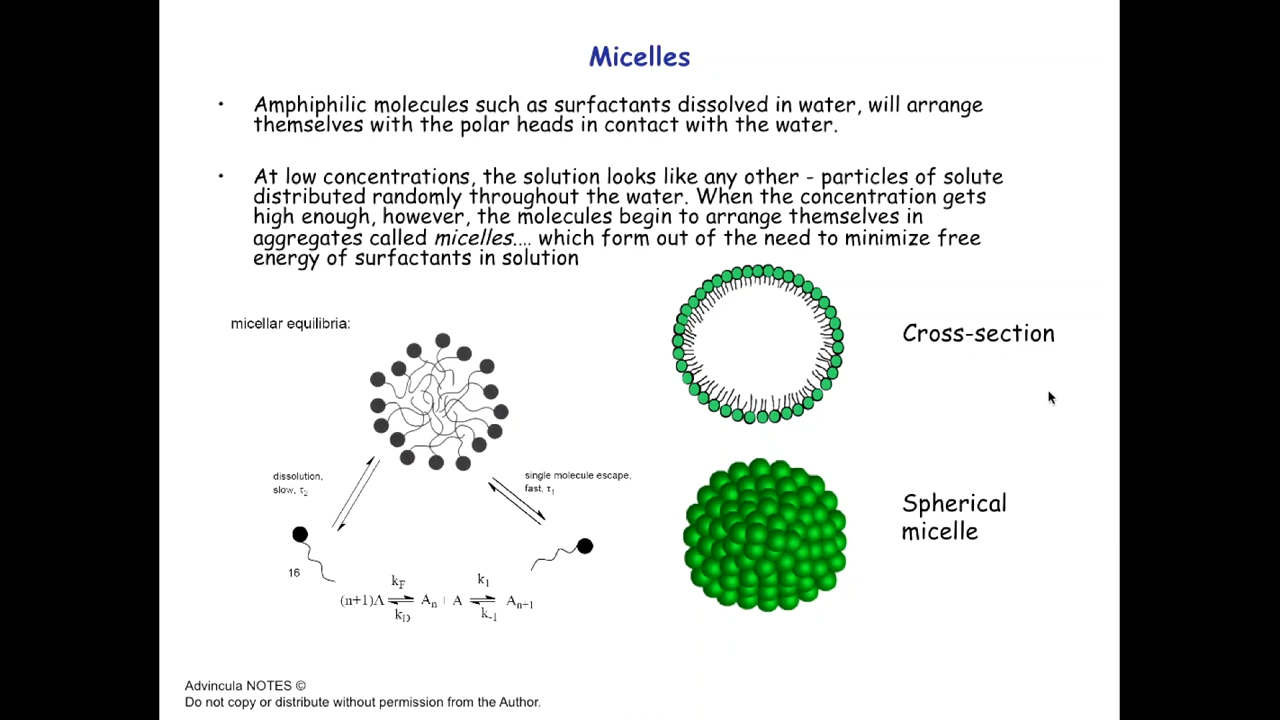 Micelles
• Amphiphilic molecules such as surfactants dissolved in water, will arrange
themselves with the polar heads in contact with the water.
• At low concentrations, the solution looks like any other - particles of solute
distributed randomly throughout the water. When the concentration gets
high enough, however, the molecules begin to arrange themselves in
aggregates called micelles.... which form out of the need to minimize free
energy of surfactants in solution
micellar equilibria:
Cross-section
dissolution,
slow, τ2
single molecule escape,
fast, τ1
Spherical
micelle
16
kF k1
(n+1)A ⇌ An + A ⇌ An+1
kD k-1
Advincula NOTES ©
Do not copy or distribute without permission from the Author.